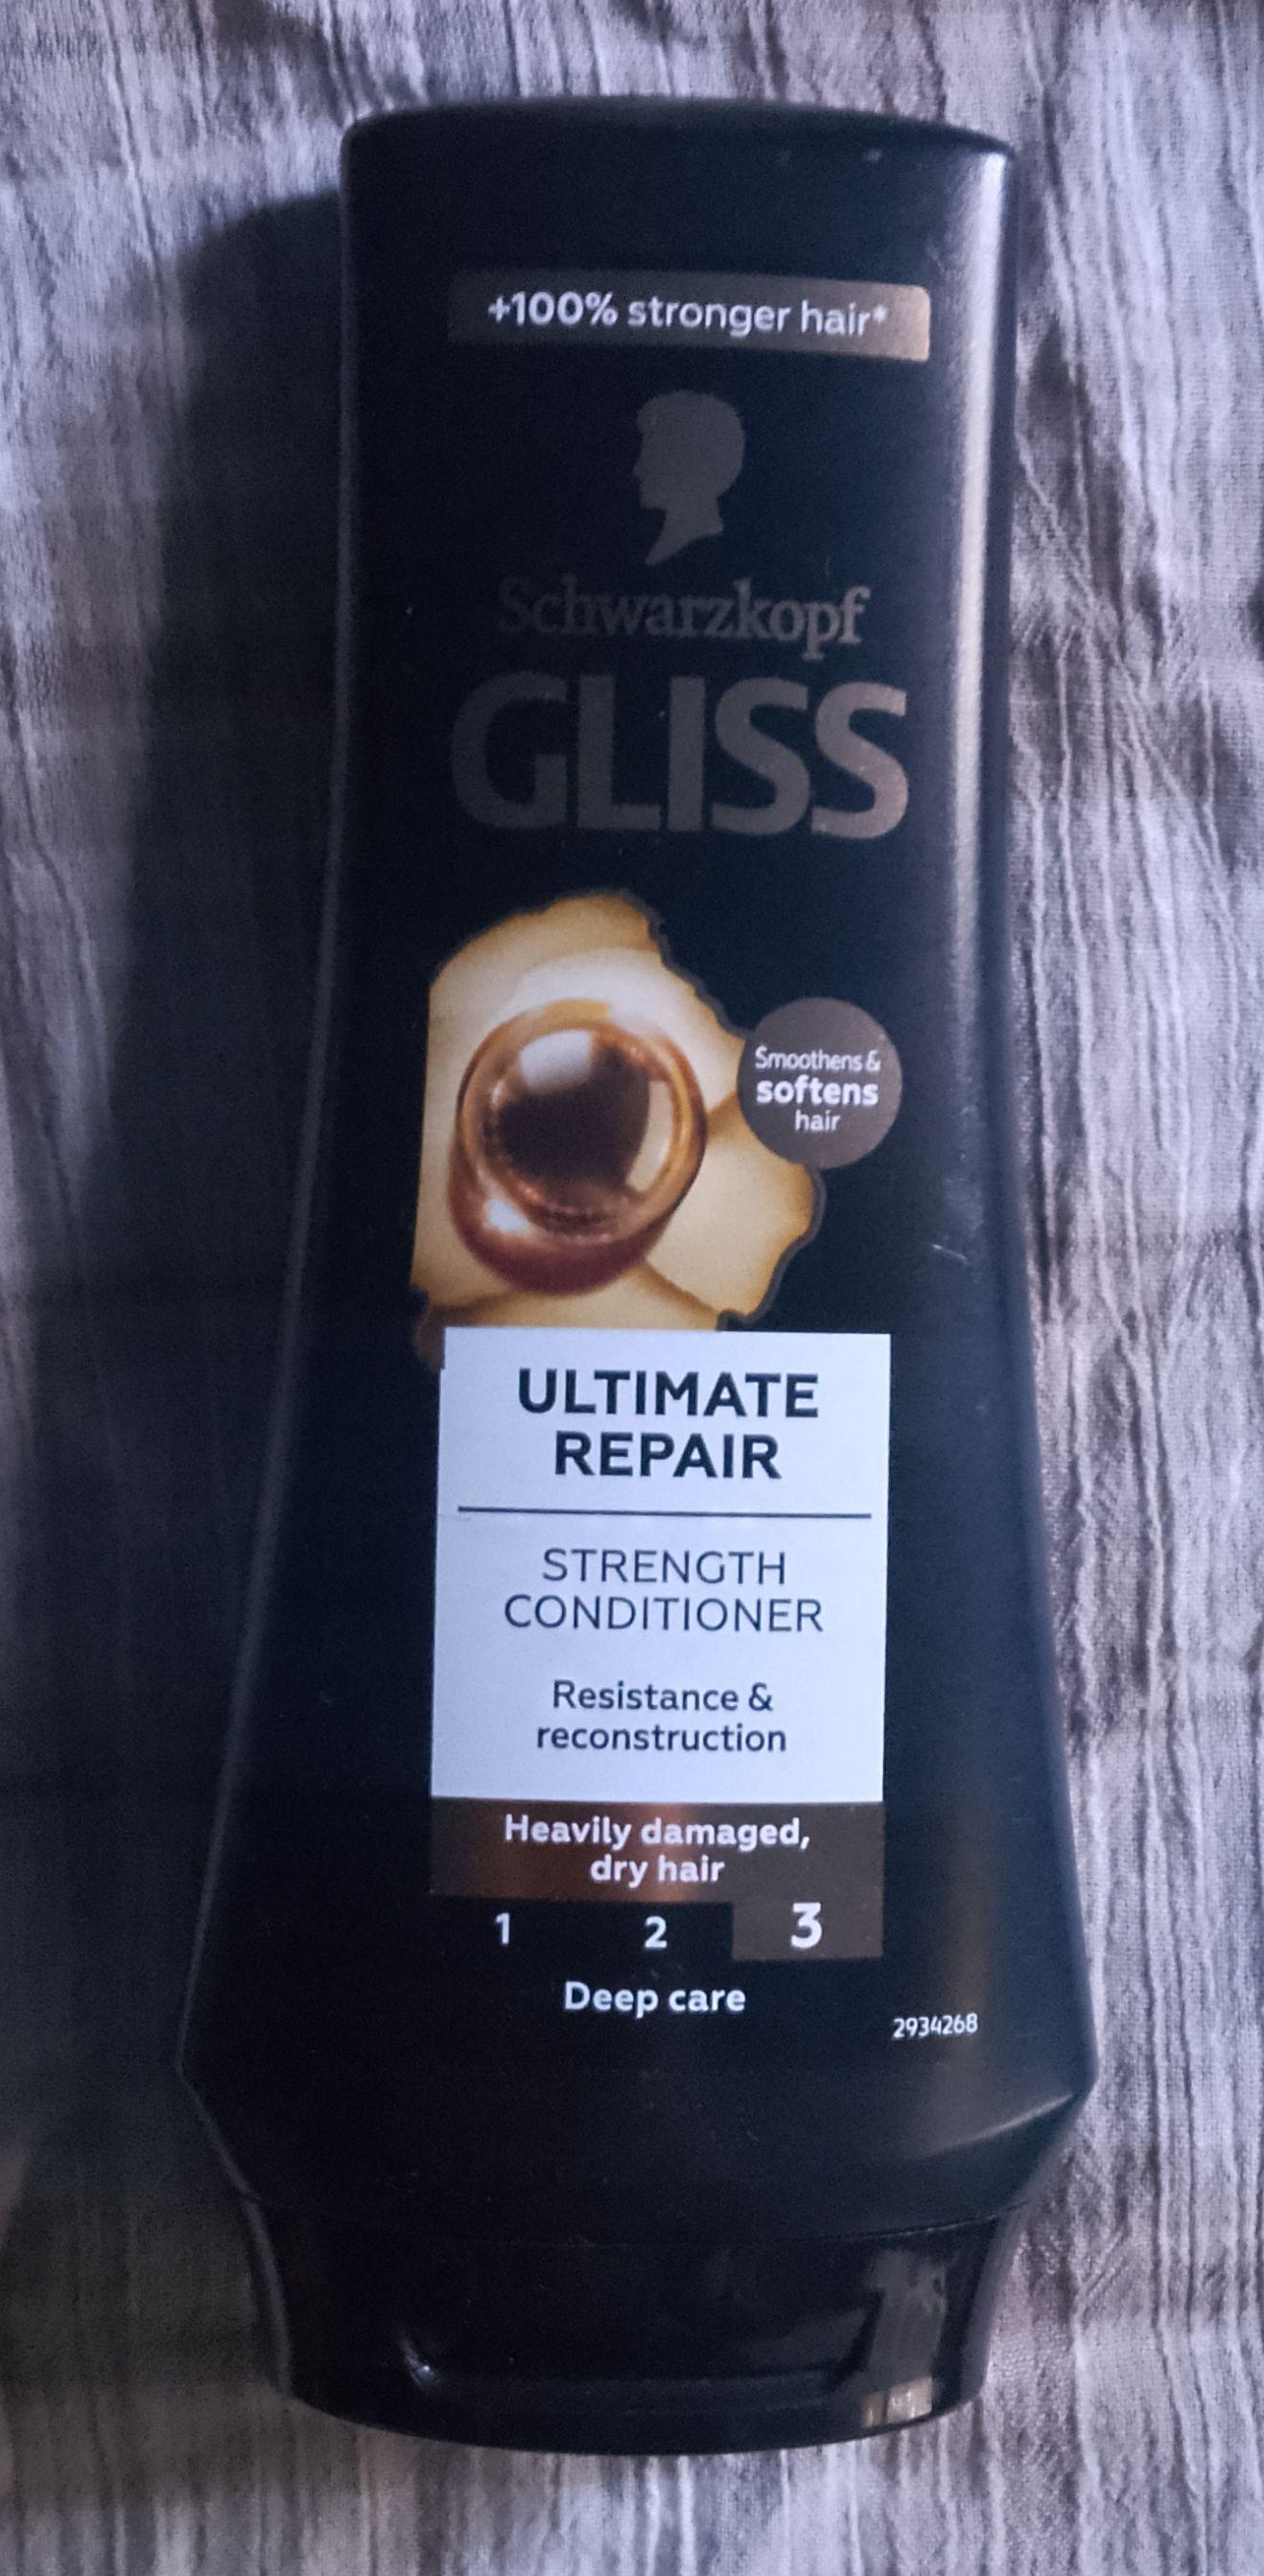 +100% stronger hair*
Schwarzkopf
GLISS
Smoothens &
softens
hair
ULTIMATE
REPAIR
STRENGTH
CONDITIONER
Resistance &
reconstruction
Heavily damaged,
dry hair
1 2 3
Deep care
2934268